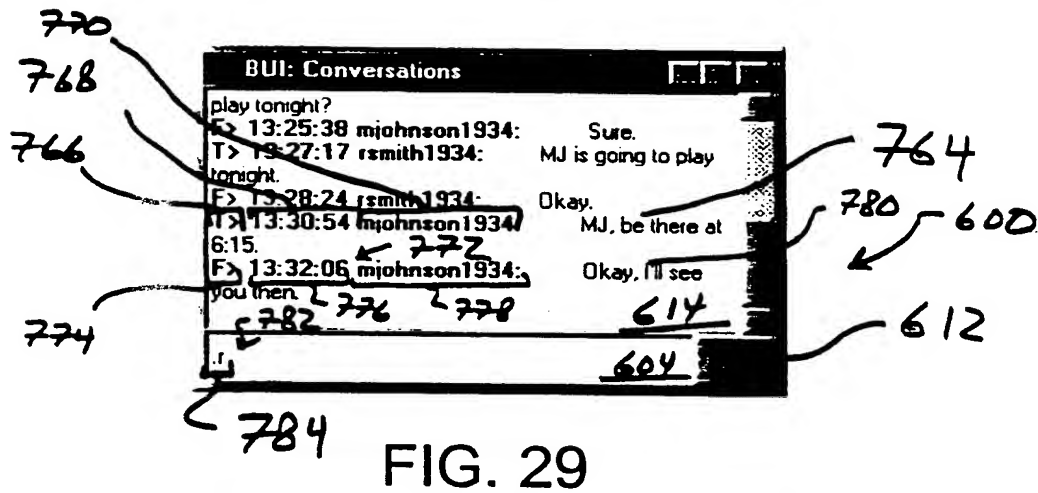 770
BUI: Conversations
768
play tonight?
F> 13:25:38 mjohnson1934: Sure.
766
T> 13:27:17 rsmith1934: MJ is going to play
764
tonight.
F> 13:28:24 rsmith1934: Okay.
780
600
T> 13:30:54 mjohnson1934: MJ, be there at
6:15.
772
F> 13:32:06 mjohnson1934: Okay, I'll see
you then.
776
778
614
774
782
612
.r
604
784
FIG. 29